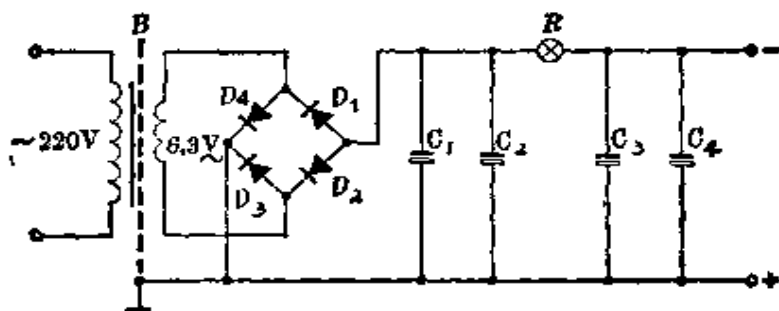 B
R
−
D₄
D₁
~220V
6.3V
~
C₁
C₂
C₃
C₄
D₃
D₂
+